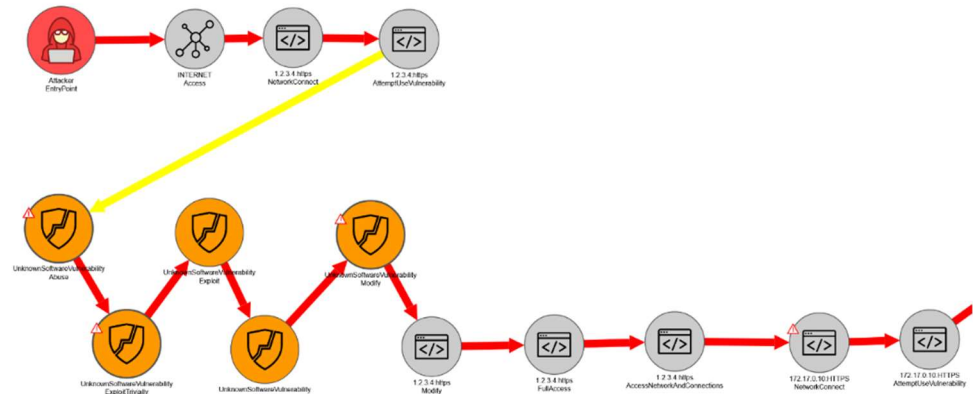 Attacker
EntryPoint
INTERNET
Access
1.2.3.4.https
NetworkConnect
1.2.3.4.https
AttemptUseVulnerability
UnknownSoftwareVulnerability
Abuse
UnknownSoftwareVulnerability
Exploit
UnknownSoftwareVulnerability
Modify
UnknownSoftwareVulnerability
ExploitTrivially
UnknownSoftwareVulnerability
1.2.3.4.https
Modify
1.2.3.4.https
FullAccess
1.2.3.4.https
AccessNetworkAndConnections
172.17.0.10.HTTPS
NetworkConnect
172.17.0.10.HTTPS
AttemptUseVulnerability